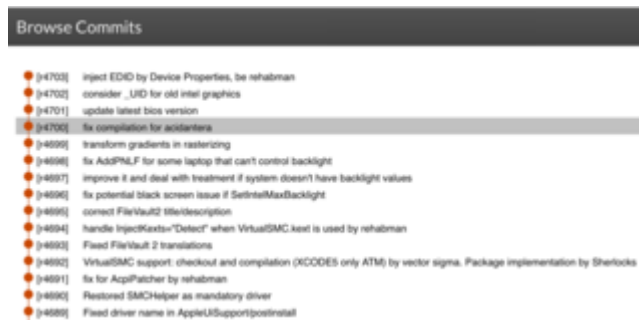 Browse Commits
[r4703] inject EDID by Device Properties, be rehabman
[r4702] consider _UID for old intel graphics
[r4701] update latest bios version
[r4700] fix compilation for acidantera
[r4699] transform gradients in rasterizing
[r4698] fix AddPNLF for some laptop that can't control backlight
[r4697] improve it and deal with treatment if system doesn't have backlight values
[r4696] fix potential black screen issue if SetIntelMaxBacklight
[r4695] correct FileVault2 title/description
[r4694] handle InjectKexts="Detect" when VirtualSMC.kext is used by rehabman
[r4693] Fixed FileVault 2 translations
[r4692] VirtualSMC support: checkout and compilation (XCODE5 only ATM) by vector sigma. Package implementation by Sherlocks
[r4691] fix for AcpiPatcher by rehabman
[r4690] Restored SMCHelper as mandatory driver
[r4689] Fixed driver name in AppleUiSupport/postinstall